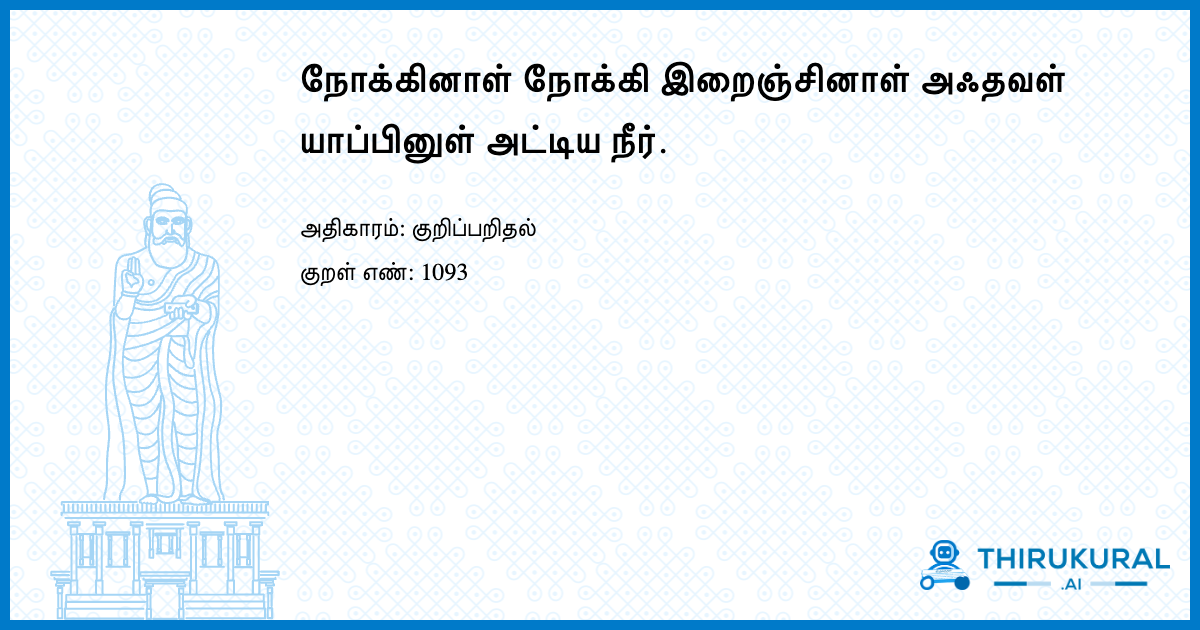 நோக்கினாள் நோக்கி இறைஞ்சினாள் அஃதவள்
யாப்பினுள் அட்டிய நீர்.
அதிகாரம்: குறிப்பறிதல்
குறள் எண்: 1093
THIRUKURAL
.AI